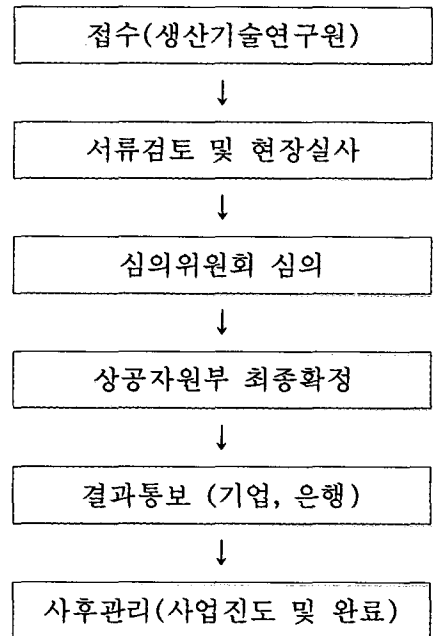 접수(생산기술연구원)
↓
서류검토 및 현장실사
↓
심의위원회 심의
↓
상공자원부 최종확정
↓
결과통보 (기업, 은행)
↓
사후관리(사업진도 및 완료)